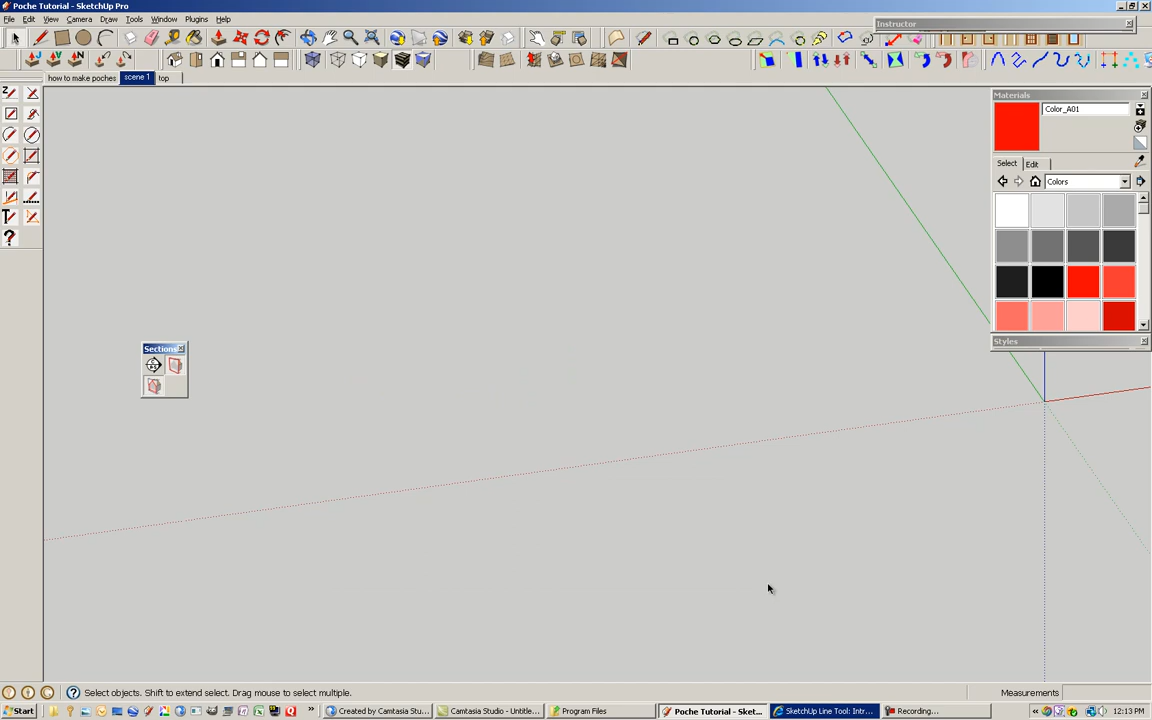 Poche Tutorial - SketchUp Pro
File Edit View Camera Draw Tools Window Plugins Help
Instructor
how to make poches scene 1 top
Materials
Color_A01
Select Edit
Colors
Styles
Sections
Select objects. Shift to extend select. Drag mouse to select multiple.
Measurements
Start
Created by Camtasia Stu...
Camtasia Studio - Untitle...
Program Files
Poche Tutorial - Sket...
SketchUp Line Tool: Intr...
Recording...
12:13 PM